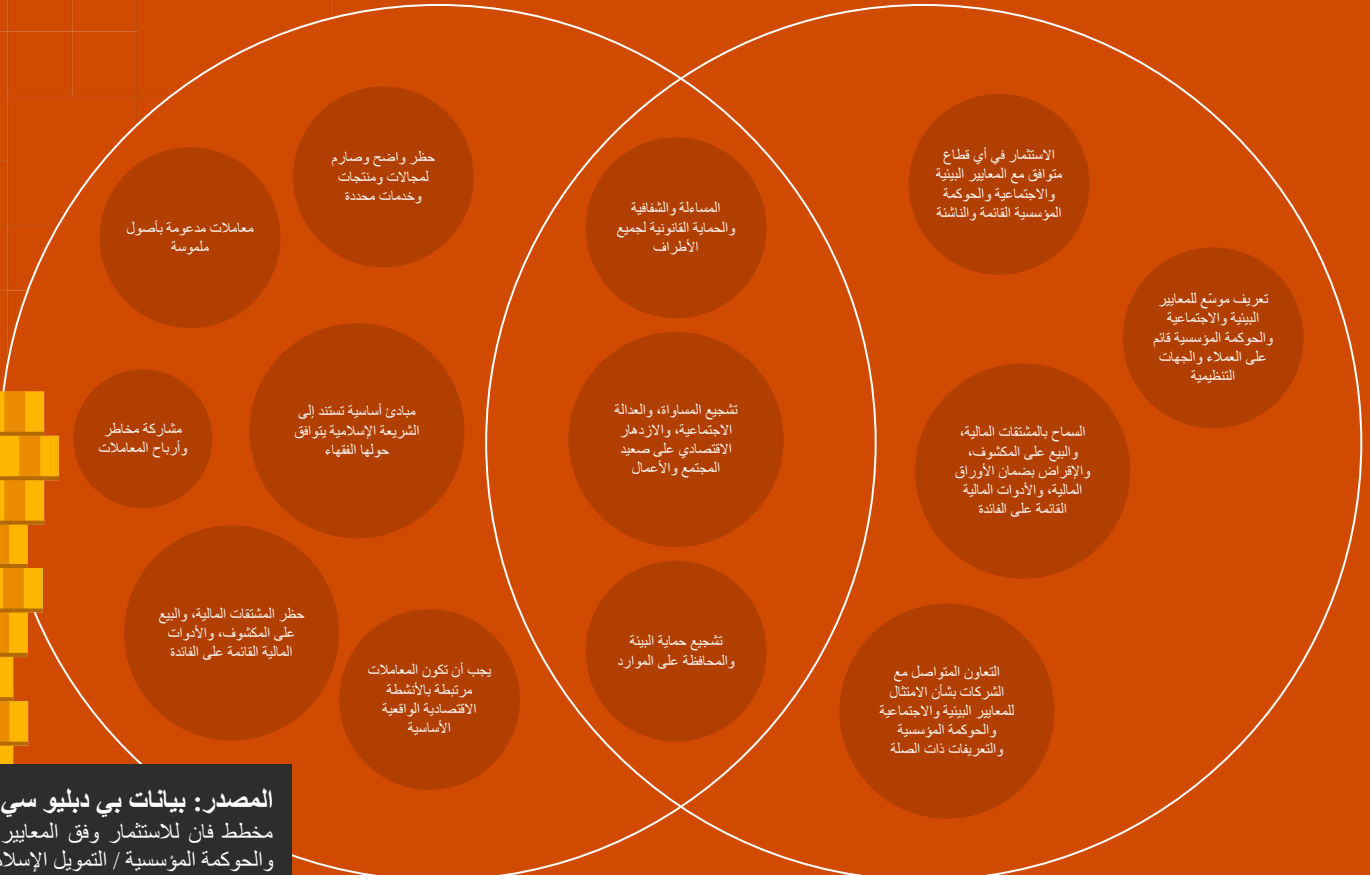 الاستثمار في أي قطاع
متوافق مع المعايير البيئية
والاجتماعية والحوكمة
المؤسسية القائمة والناشئة
تعريف موسّع للمعايير
البيئية والاجتماعية
والحوكمة المؤسسية قائم
على العملاء والجهات
التنظيمية
السماح بالمشتقات المالية،
والبيع على المكشوف،
والإقراض بضمان الأوراق
المالية، والأدوات المالية
القائمة على الفائدة
التعاون المتواصل مع
الشركات بشأن الامتثال
للمعايير البيئية والاجتماعية
والحوكمة المؤسسية
والتعريفات ذات الصلة
المساءلة والشفافية
والحماية القانونية لجميع
الأطراف
تشجيع المساواة، والعدالة
الاجتماعية، والازدهار
الاقتصادي على صعيد
المجتمع والأعمال
تشجيع حماية البيئة
والمحافظة على الموارد
حظر واضح وصارم
لمجالات ومنتجات
وخدمات محددة
معاملات مدعومة بأصول
ملموسة
مبادئ أساسية تستند إلى
الشريعة الإسلامية يتوافق
حولها الفقهاء
مشاركة مخاطر
وأرباح المعاملات
حظر المشتقات المالية، والبيع
على المكشوف، والأدوات
المالية القائمة على الفائدة
يجب أن تكون المعاملات
مرتبطة بالأنشطة
الاقتصادية الواقعية
الأساسية
المصدر: بيانات بي دبليو سي
مخطط فان للاستثمار وفق المعايير
والحوكمة المؤسسية / التمويل